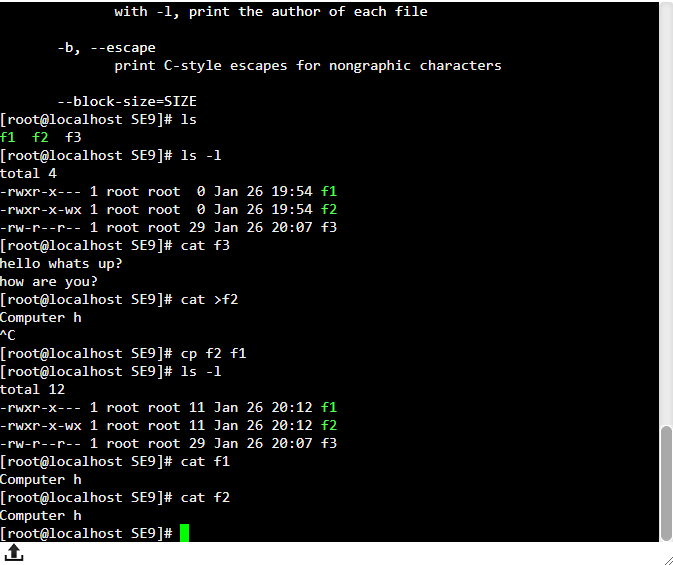 with -l, print the author of each file
-b, --escape
print C-style escapes for nongraphic characters
--block-size=SIZE
[root@localhost SE9]# ls
f1  f2  f3
[root@localhost SE9]# ls -l
total 4
-rwxr-x--- 1 root root  0 Jan 26 19:54 f1
-rwxr-x-wx 1 root root  0 Jan 26 19:54 f2
-rw-r--r-- 1 root root 29 Jan 26 20:07 f3
[root@localhost SE9]# cat f3
hello whats up?
how are you?
[root@localhost SE9]# cat >f2
Computer h
^C
[root@localhost SE9]# cp f2 f1
[root@localhost SE9]# ls -l
total 12
-rwxr-x--- 1 root root 11 Jan 26 20:12 f1
-rwxr-x-wx 1 root root 11 Jan 26 20:12 f2
-rw-r--r-- 1 root root 29 Jan 26 20:07 f3
[root@localhost SE9]# cat f1
Computer h
[root@localhost SE9]# cat f2
Computer h
[root@localhost SE9]#